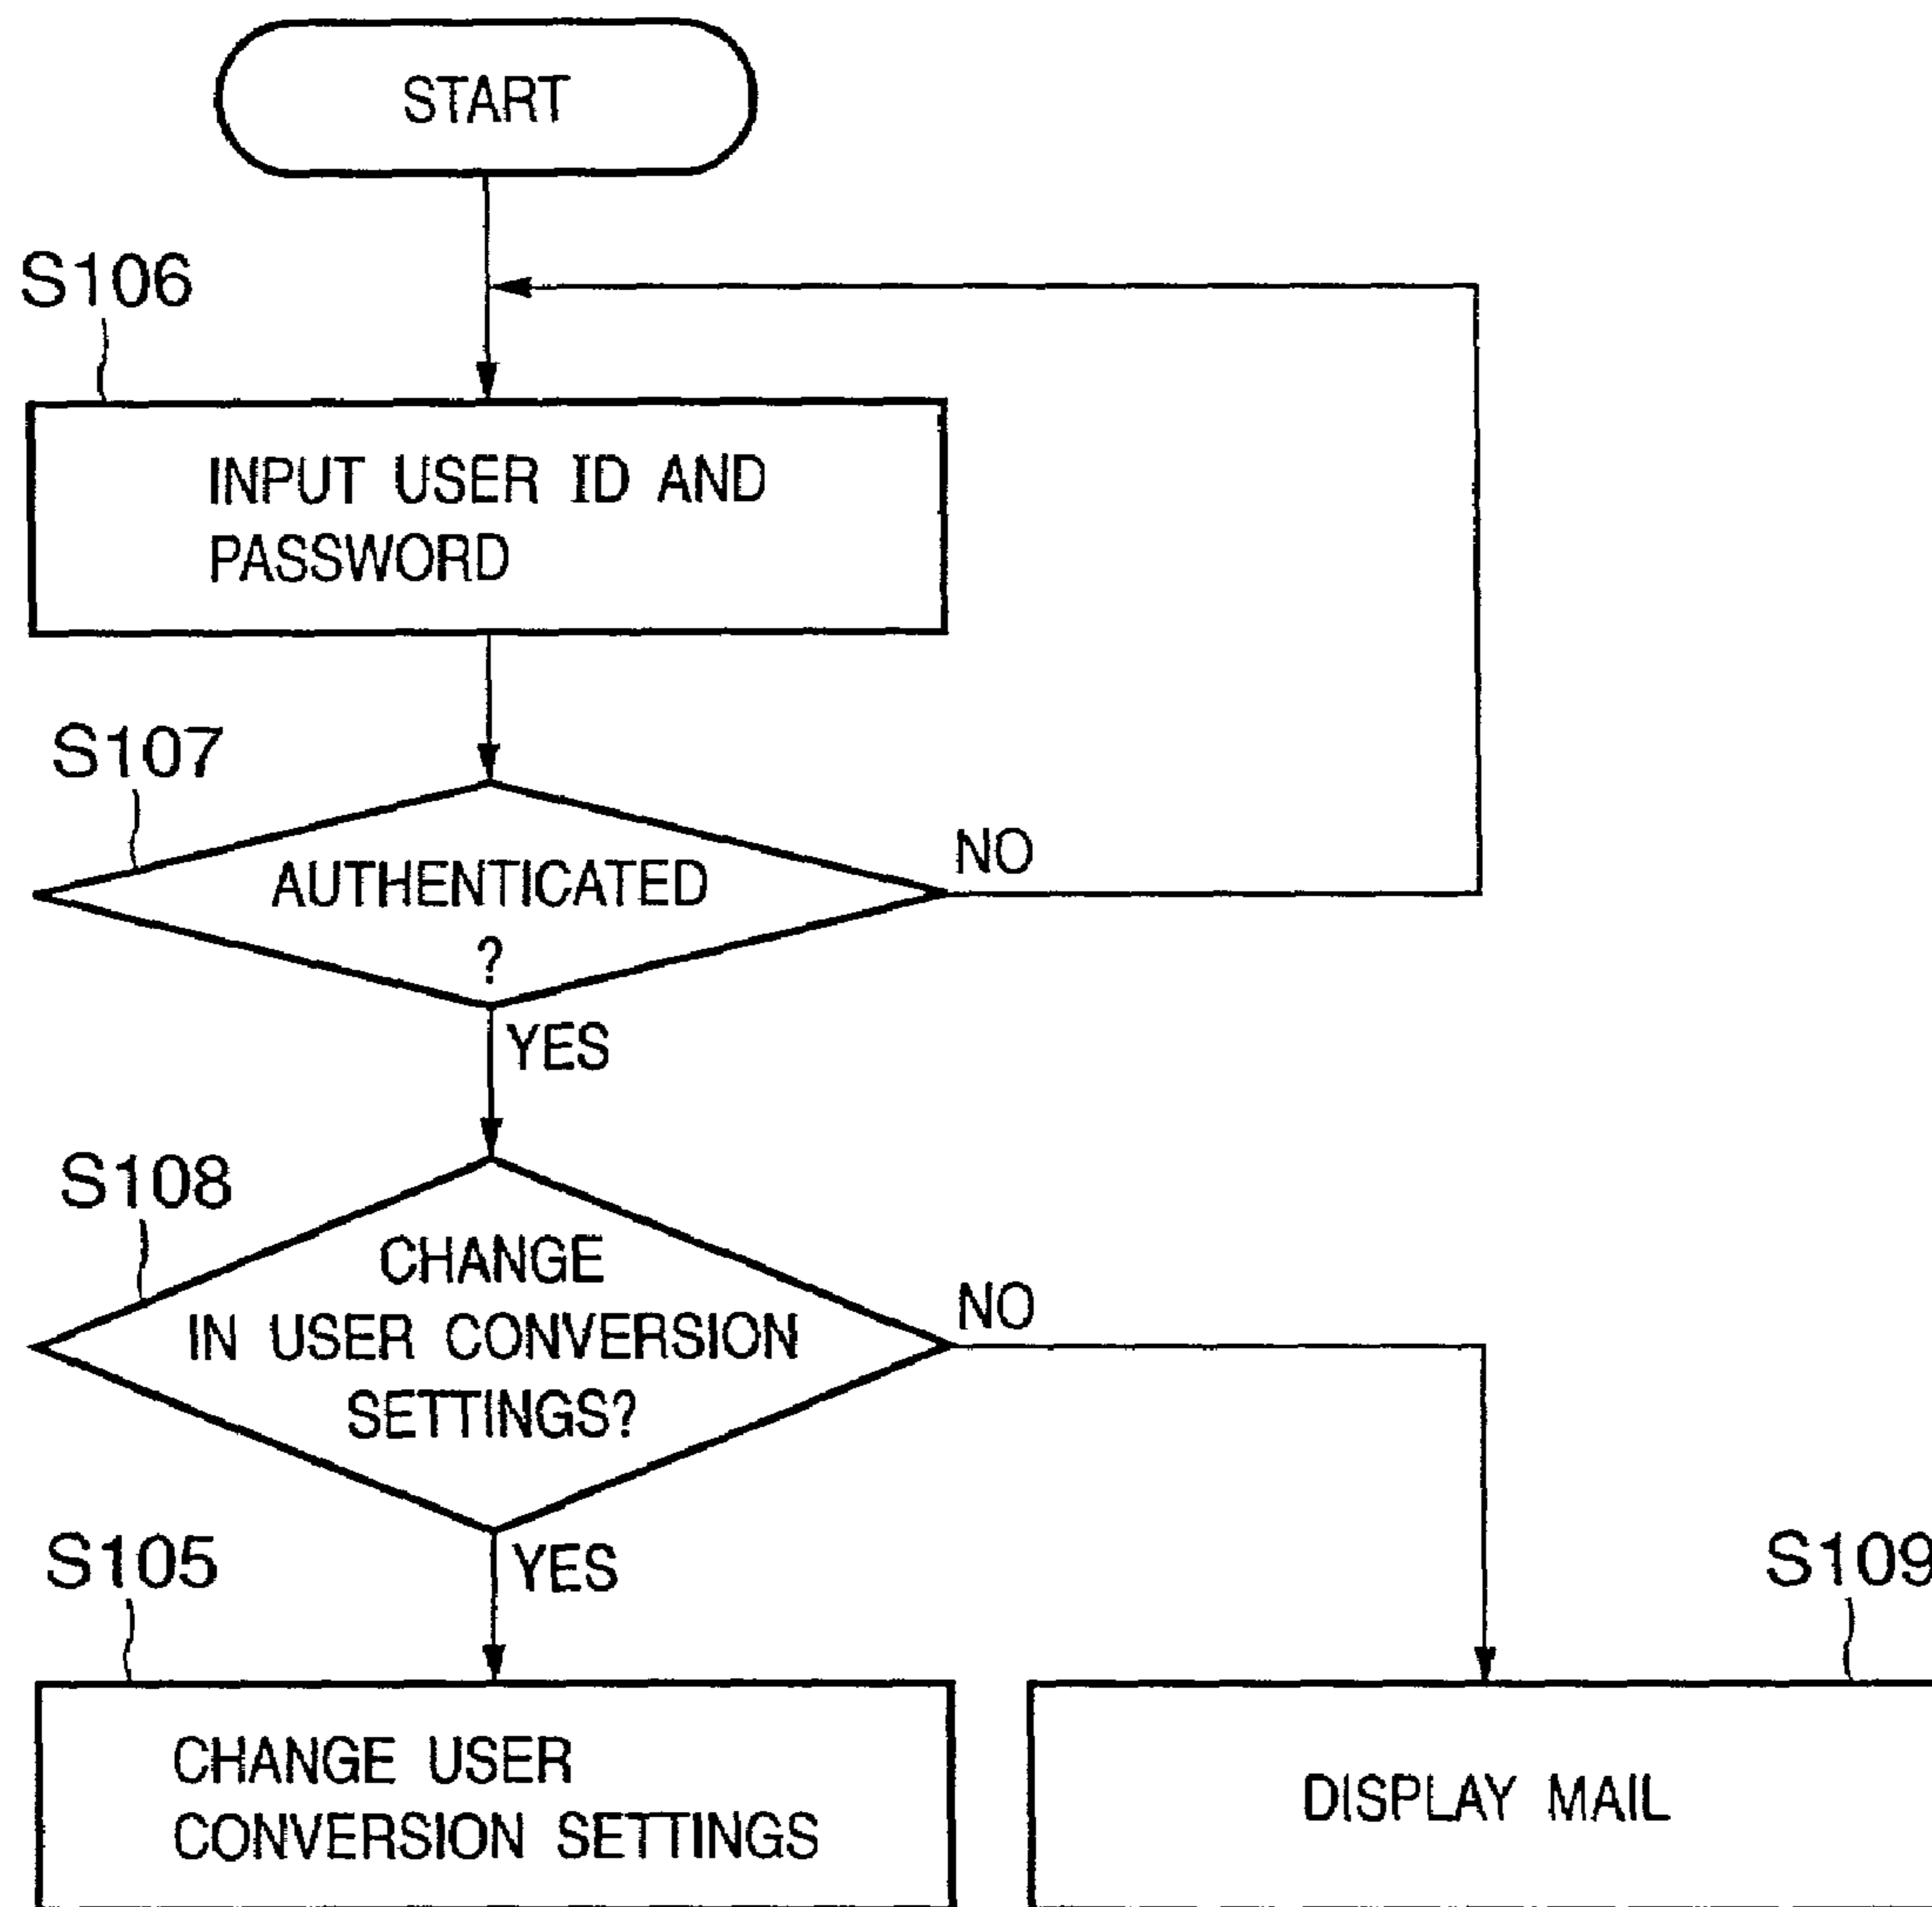 START
S106
INPUT USER ID AND
PASSWORD
S107
AUTHENTICATED
?
NO
YES
S108
CHANGE
IN USER CONVERSION
SETTINGS?
NO
YES
S105
CHANGE USER
CONVERSION SETTINGS
S109
DISPLAY MAIL